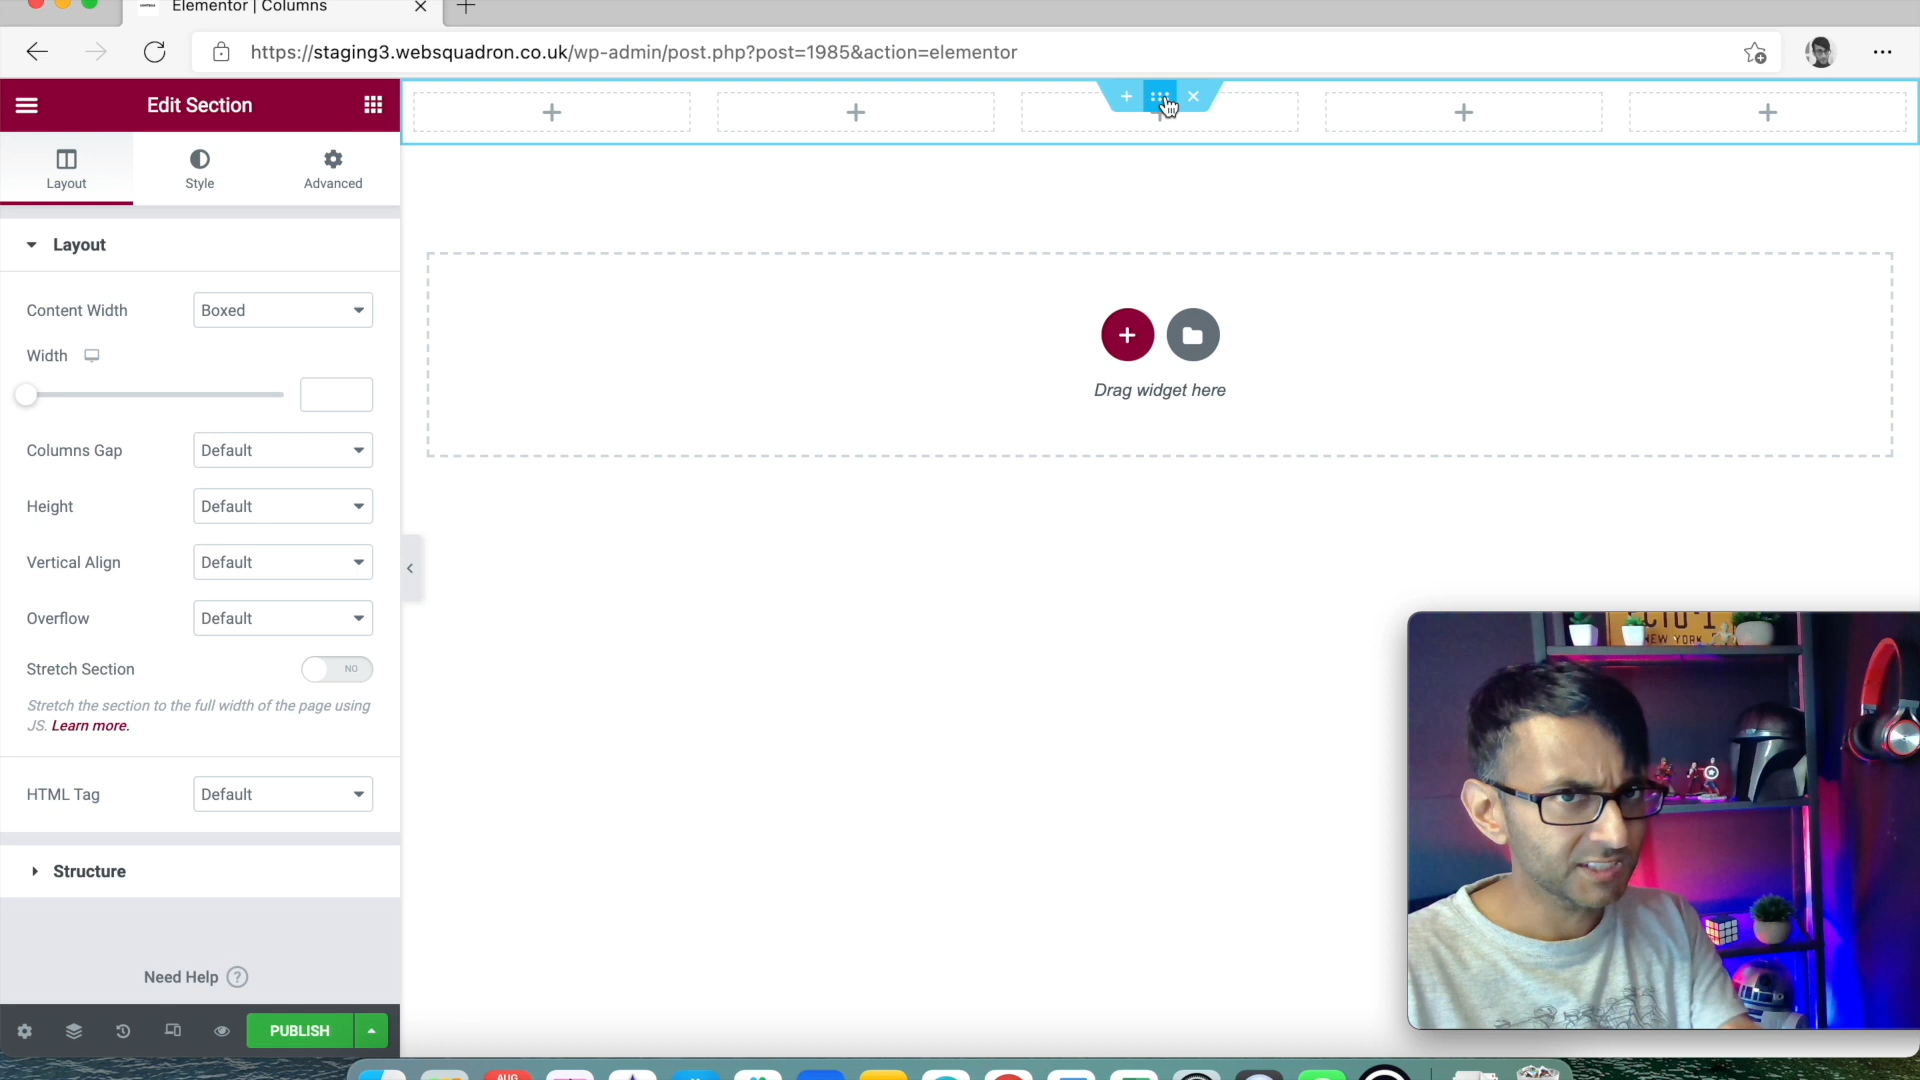 Elementor | Columns
https://staging3.websquadron.co.uk/wp-admin/post.php?post=1985&action=elementor
Edit Section
Layout
Style
Advanced
Layout
Content Width
Boxed
Width
Columns Gap
Default
Height
Default
Vertical Align
Default
Overflow
Default
Stretch Section
NO
Stretch the section to the full width of the page using
JS. Learn more.
HTML Tag
Default
Structure
Need Help
PUBLISH
Drag widget here
NEW YORK
AUG